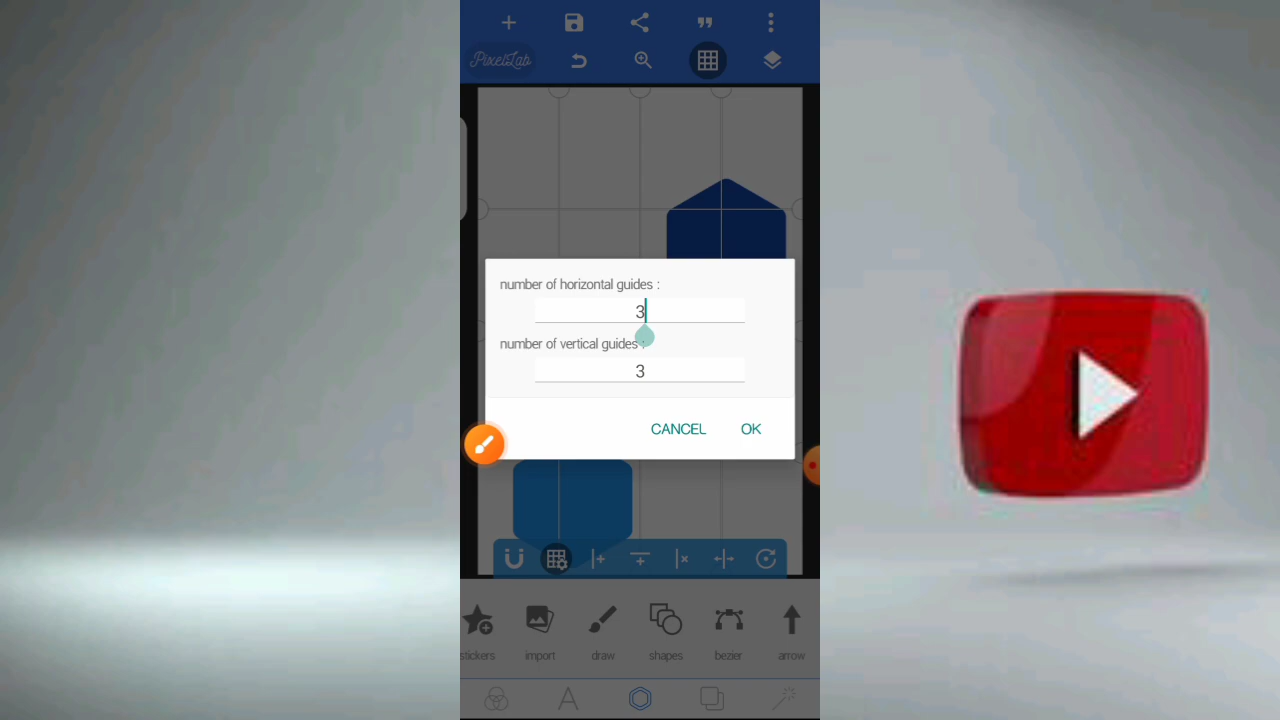 PixelLab
number of horizontal guides :
3
number of vertical guides :
3
CANCEL OK
stickers import draw shapes bezier arrow